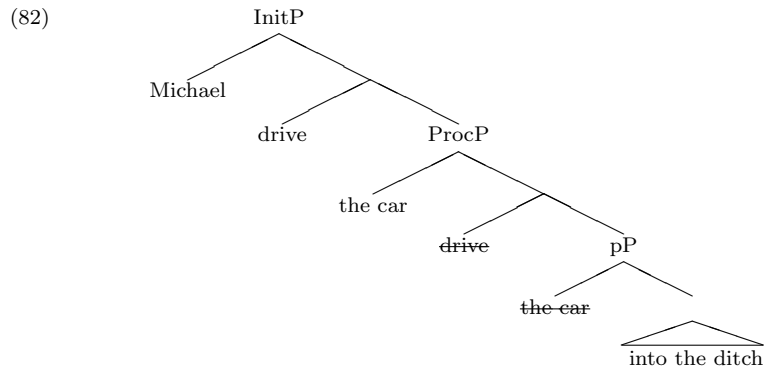 (82) InitP
Michael
drive ProcP
the car
drive pP
the car
into the ditch